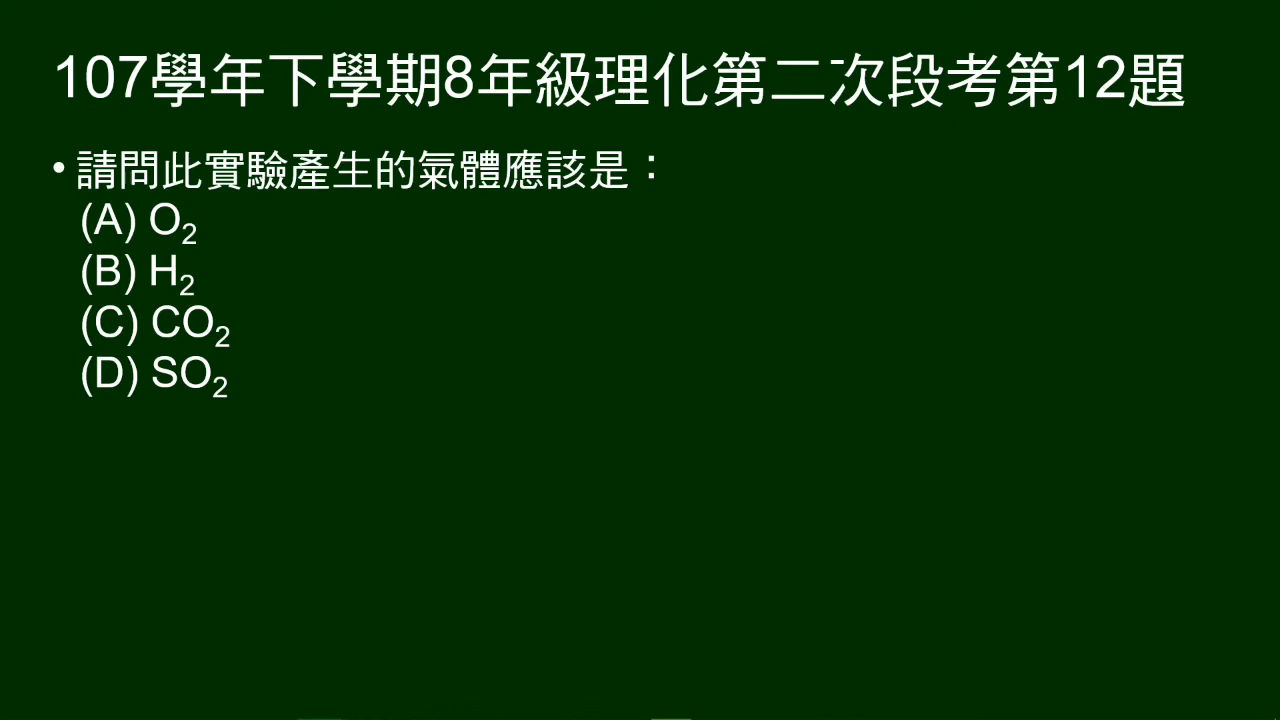 107學年下學期8年級理化第二次段考第12題
•請問此實驗產生的氣體應該是：
(A) O₂
(B) H₂
(C) CO₂
(D) SO₂